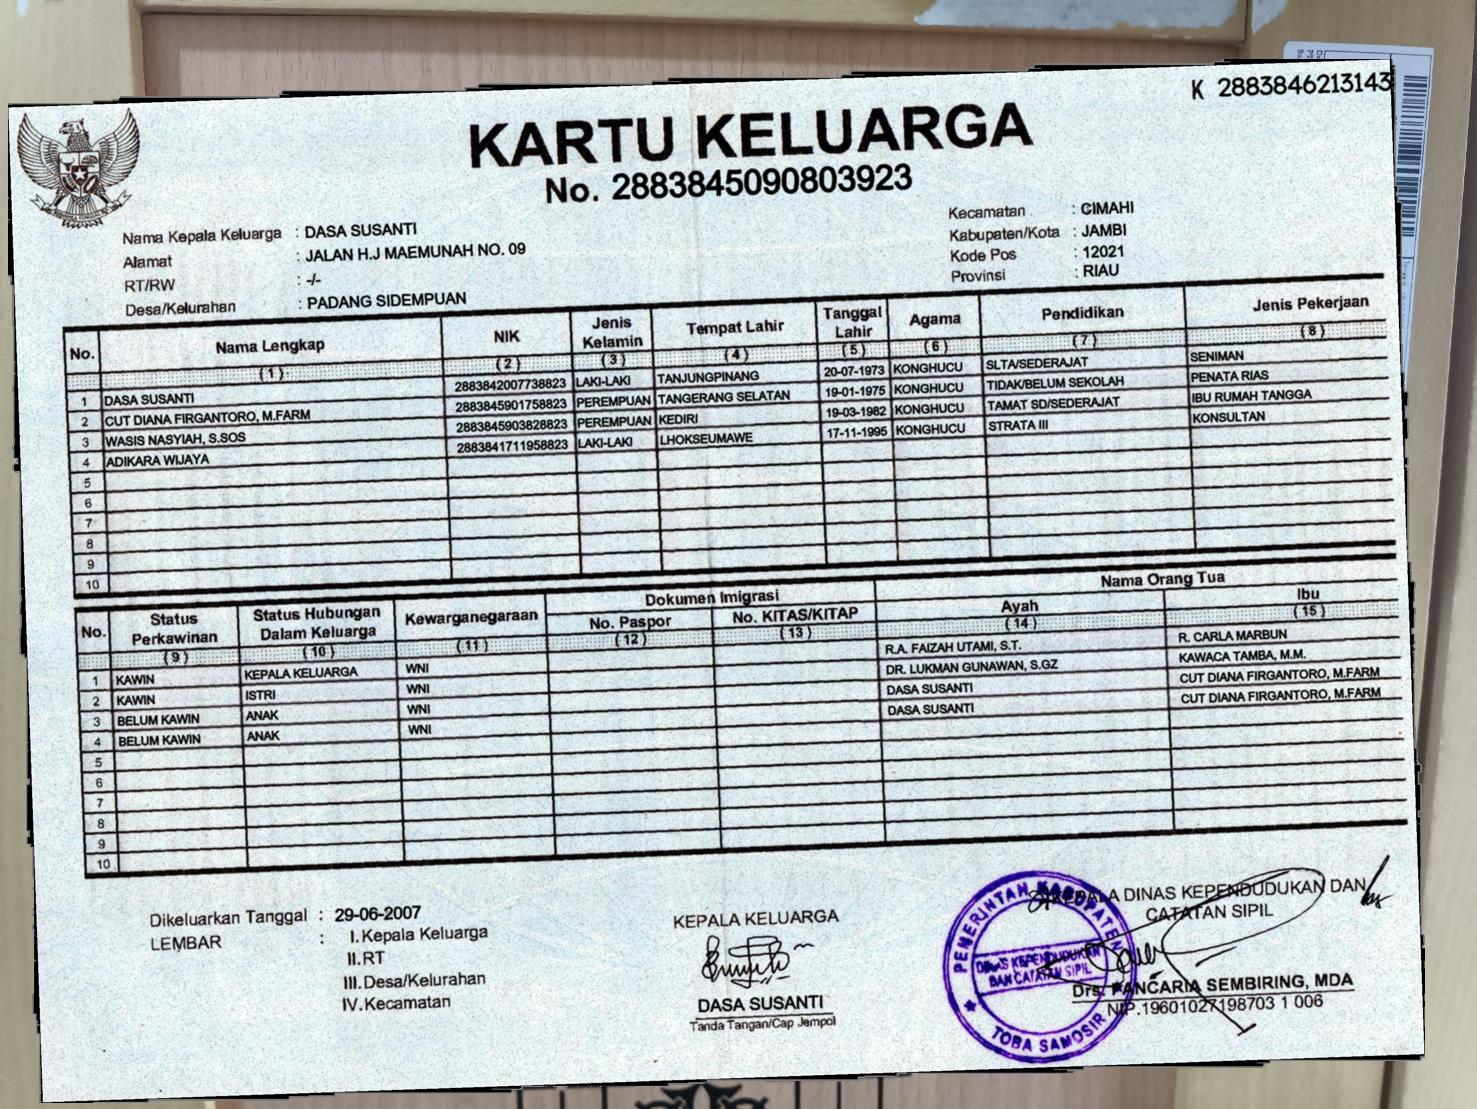 K 2883846213143
KARTU KELUARGA
No. 2883845090803923
Nama Kepala Keluarga : DASA SUSANTI
Alamat : JALAN H.J MAEMUNAH NO. 09
RT/RW : -/-
Desa/Kelurahan : PADANG SIDEMPUAN
Kecamatan : CIMAHI
Kabupaten/Kota : JAMBI
Kode Pos : 12021
Provinsi : RIAU
No. Nama Lengkap NIK Jenis Kelamin Tempat Lahir Tanggal Lahir Agama Pendidikan Jenis Pekerjaan
(1) (2) (3) (4) (5) (6) (7) (8)
1 DASA SUSANTI 2883842007738823 LAKI-LAKI TANJUNGPINANG 20-07-1973 KONGHUCU SLTA/SEDERAJAT SENIMAN
2 CUT DIANA FIRGANTORO, M.FARM 2883845901758823 PEREMPUAN TANGERANG SELATAN 19-01-1975 KONGHUCU TIDAK/BELUM SEKOLAH PENATA RIAS
3 WASIS NASYIAH, S.SOS 2883845903828823 PEREMPUAN KEDIRI 19-03-1982 KONGHUCU TAMAT SD/SEDERAJAT IBU RUMAH TANGGA
4 ADIKARA WIJAYA 2883841711958823 LAKI-LAKI LHOKSEUMAWE 17-11-1995 KONGHUCU STRATA III KONSULTAN
5
6
7
8
9
10
No. Status Perkawinan Status Hubungan Dalam Keluarga Kewarganegaraan Dokumen Imigrasi Nama Orang Tua
No. Paspor No. KITAS/KITAP Ayah Ibu
(9) (10) (11) (12) (13) (14) (15)
1 KAWIN KEPALA KELUARGA WNI R.A. FAIZAH UTAMI, S.T. R. CARLA MARBUN
2 KAWIN ISTRI WNI DR. LUKMAN GUNAWAN, S.GZ KAWACA TAMBA, M.M.
3 BELUM KAWIN ANAK WNI DASA SUSANTI CUT DIANA FIRGANTORO, M.FARM
4 BELUM KAWIN ANAK WNI DASA SUSANTI CUT DIANA FIRGANTORO, M.FARM
5
6
7
8
9
10
Dikeluarkan Tanggal : 29-06-2007
LEMBAR : I. Kepala Keluarga
II. RT
III. Desa/Kelurahan
IV. Kecamatan
KEPALA KELUARGA
DASA SUSANTI
Tanda Tangan/Cap Jempol
KEPALA DINAS KEPENDUDUKAN DAN
CATATAN SIPIL
Drs. PANCARIA SEMBIRING, MDA
NIP.19601027198703 1 006
PEMERINTAH KABUPATEN
DINAS KEPENDUDUKAN
DAN CATATAN SIPIL
TOBA SAMOSIR